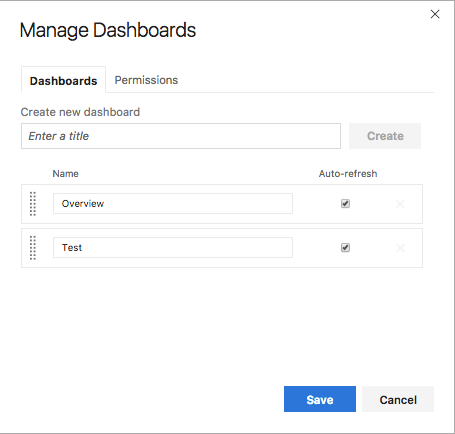 Manage Dashboards
Dashboards Permissions
Create new dashboard
Enter a title Create
Name Auto-refresh
Overview
Test
Save Cancel